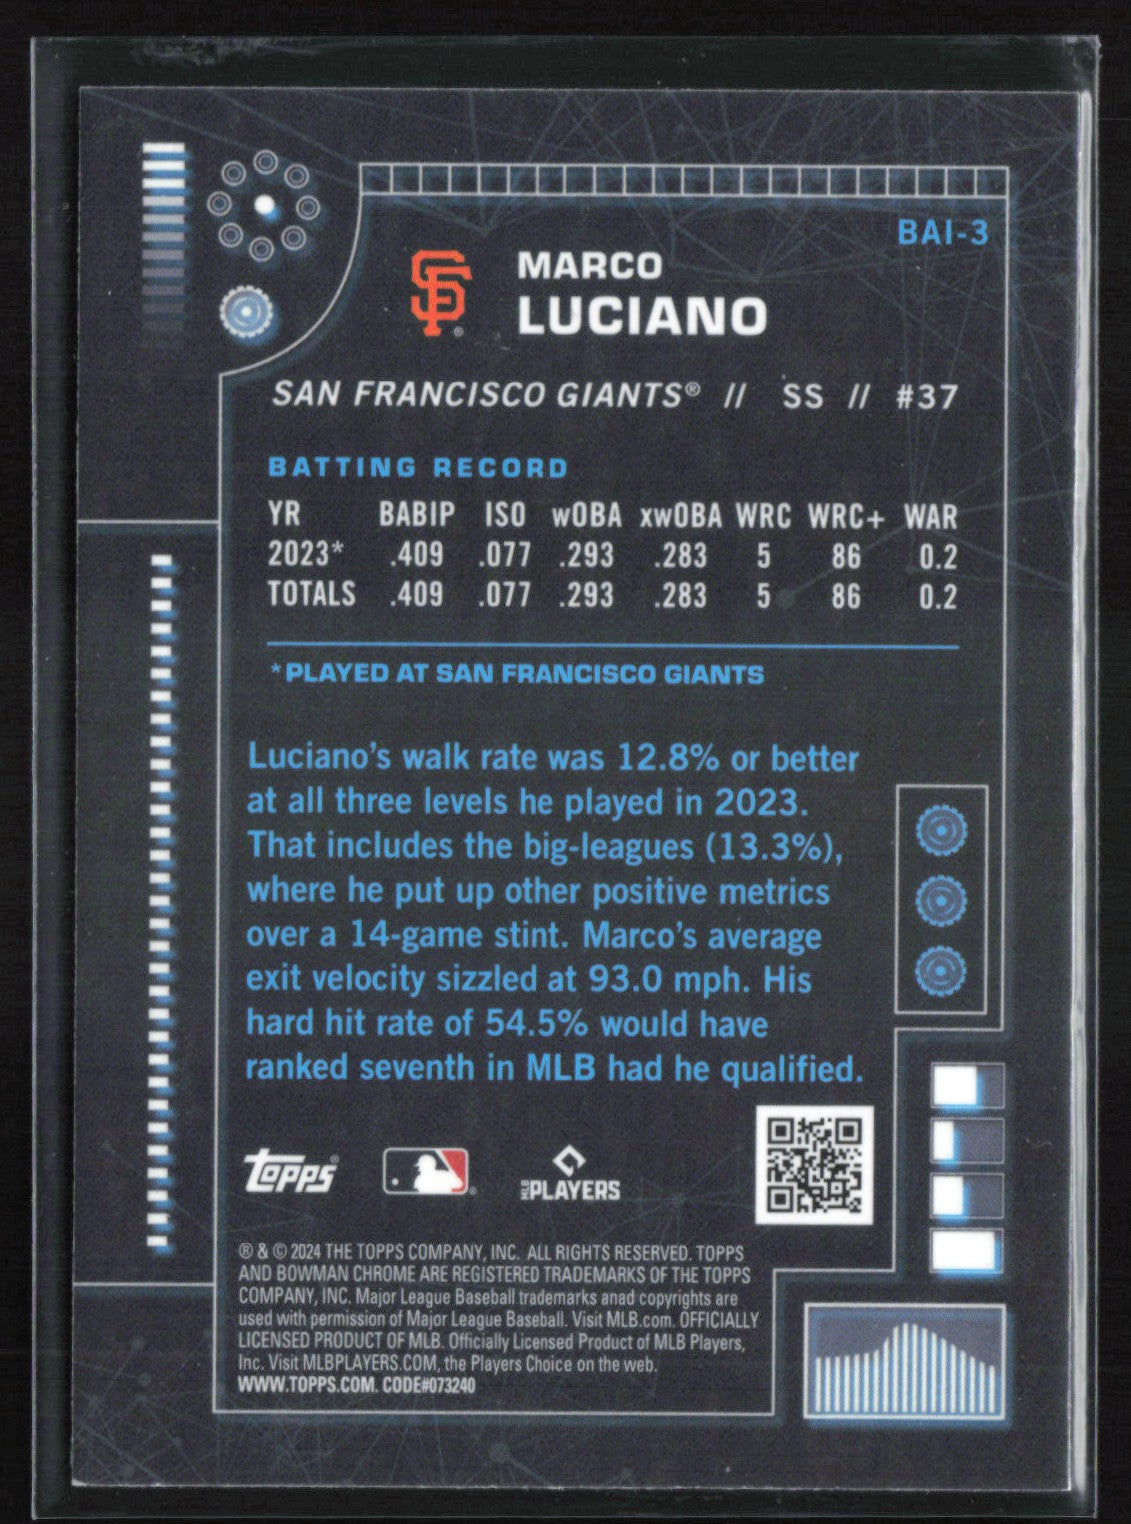 BAI-3
SF
MARCO
LUCIANO
SAN FRANCISCO GIANTS® // SS // #37
BATTING RECORD
YR BABIP ISO wOBA xwOBA WRC WRC+ WAR
2023* .409 .077 .293 .283 5 86 0.2
TOTALS .409 .077 .293 .283 5 86 0.2
*PLAYED AT SAN FRANCISCO GIANTS
Luciano's walk rate was 12.8% or better
at all three levels he played in 2023.
That includes the big-leagues (13.3%),
where he put up other positive metrics
over a 14-game stint. Marco's average
exit velocity sizzled at 93.0 mph. His
hard hit rate of 54.5% would have
ranked seventh in MLB had he qualified.
Topps® MLB PLAYERS
® & © 2024 THE TOPPS COMPANY, INC. ALL RIGHTS RESERVED. TOPPS
AND BOWMAN CHROME ARE REGISTERED TRADEMARKS OF THE TOPPS
COMPANY, INC. Major League Baseball trademarks anad copyrights are
used with permission of Major League Baseball. Visit MLB.com. OFFICIALLY
LICENSED PRODUCT OF MLB. Officially Licensed Product of MLB Players,
Inc. Visit MLBPLAYERS.COM, the Players Choice on the web.
WWW.TOPPS.COM. CODE#073240